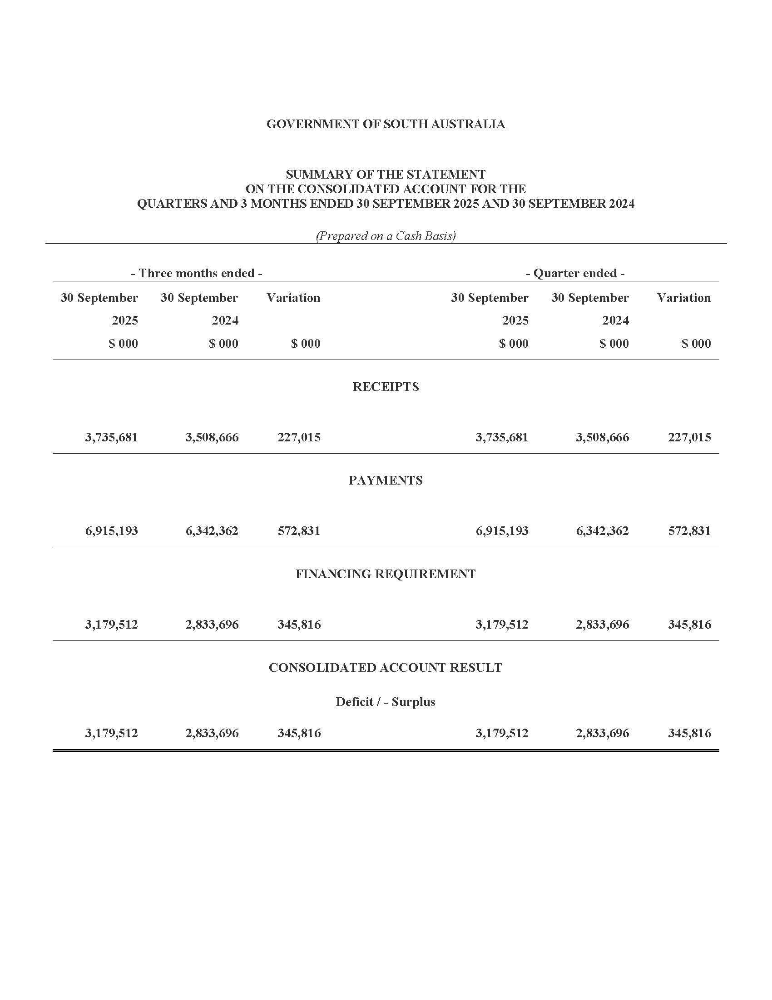 GOVERNMENT OF SOUTH AUSTRALIA
SUMMARY OF THE STATEMENT
ON THE CONSOLIDATED ACCOUNT FOR THE
QUARTERS AND 3 MONTHS ENDED 30 SEPTEMBER 2025 AND 30 SEPTEMBER 2024
(Prepared on a Cash Basis)
- Three months ended - - Quarter ended -
30 September 30 September Variation 30 September 30 September Variation
2025 2024 2025 2024
$ 000 $ 000 $ 000 $ 000 $ 000 $ 000
RECEIPTS
3,735,681 3,508,666 227,015 3,735,681 3,508,666 227,015
PAYMENTS
6,915,193 6,342,362 572,831 6,915,193 6,342,362 572,831
FINANCING REQUIREMENT
3,179,512 2,833,696 345,816 3,179,512 2,833,696 345,816
CONSOLIDATED ACCOUNT RESULT
Deficit / - Surplus
3,179,512 2,833,696 345,816 3,179,512 2,833,696 345,816